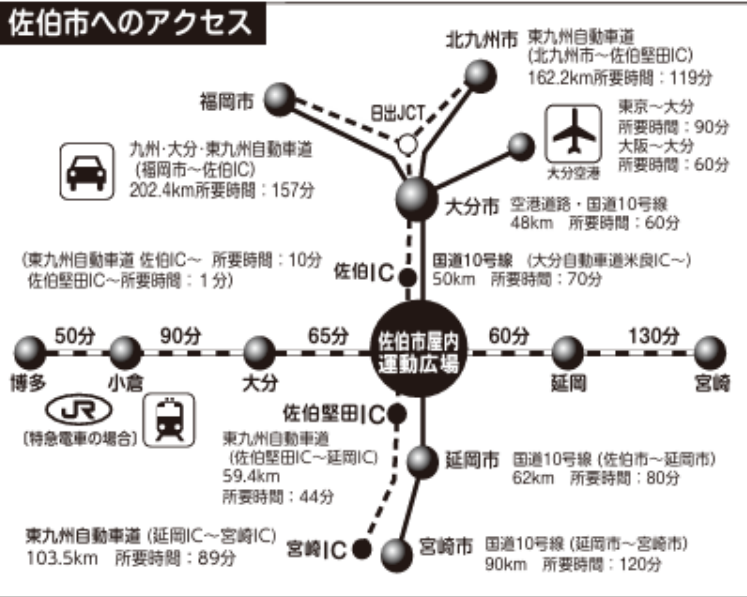 佐伯市へのアクセス
北九州市
東九州自動車道
(北九州市〜佐伯堅田IC)
162.2km所要時間：119分
福岡市
日出JCT
東京〜大分
所要時間：90分
大阪〜大分
所要時間：60分
大分空港
九州・大分・東九州自動車道
(福岡市〜佐伯IC)
202.4km所要時間：157分
大分市
空港道路・国道10号線
48km 所要時間：60分
(東九州自動車道 佐伯IC〜 所要時間：10分
佐伯堅田IC〜所要時間：1分)
佐伯IC
国道10号線 (大分自動車道米良IC〜)
50km 所要時間：70分
50分
90分
65分
佐伯市屋内
運動広場
60分
130分
博多
小倉
大分
延岡
宮崎
JR
〔特急電車の場合〕
佐伯堅田IC
東九州自動車道
(佐伯堅田IC〜延岡IC)
59.4km
所要時間：44分
延岡市
国道10号線 (佐伯市〜延岡市)
62km 所要時間：80分
東九州自動車道 (延岡IC〜宮崎IC)
103.5km 所要時間：89分
宮崎IC
宮崎市
国道10号線 (延岡市〜宮崎市)
90km 所要時間：120分